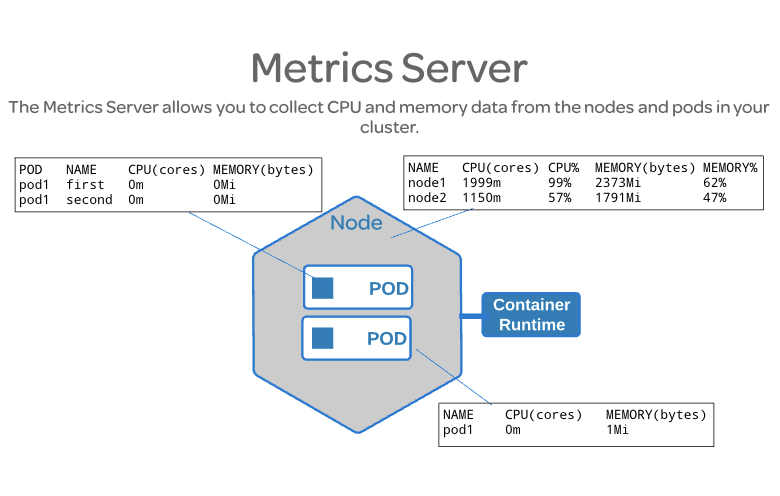 Metrics Server
The Metrics Server allows you to collect CPU and memory data from the nodes and pods in your
cluster.
POD NAME CPU(cores) MEMORY(bytes)
pod1 first 0m 0Mi
pod1 second 0m 0Mi
NAME CPU(cores) CPU% MEMORY(bytes) MEMORY%
node1 1999m 99% 2373Mi 62%
node2 1150m 57% 1791Mi 47%
Node
POD
POD
Container
Runtime
NAME CPU(cores) MEMORY(bytes)
pod1 0m 1Mi